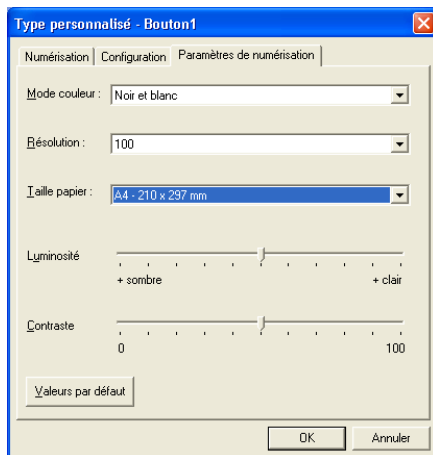 Type personnalisé - Bouton1
Numérisation Configuration Paramètres de numérisation
Mode couleur : Noir et blanc
Résolution : 100
Taille papier : A4 - 210 x 297 mm
Luminosité
+ sombre + clair
Contraste
0 100
Valeurs par défaut
OK Annuler